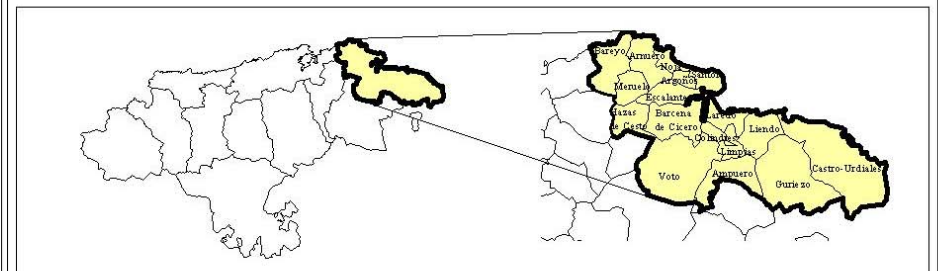 Bareyo
Arnuero
Noja
Santoñ
Argoños
Meruelo
Escalante
Hazas
de Cesto
Barcena
de Cicero
Laredo
Colindres
Liendo
Limpias
Voto
Ampuero
Guriezo
Castro-Urdiales